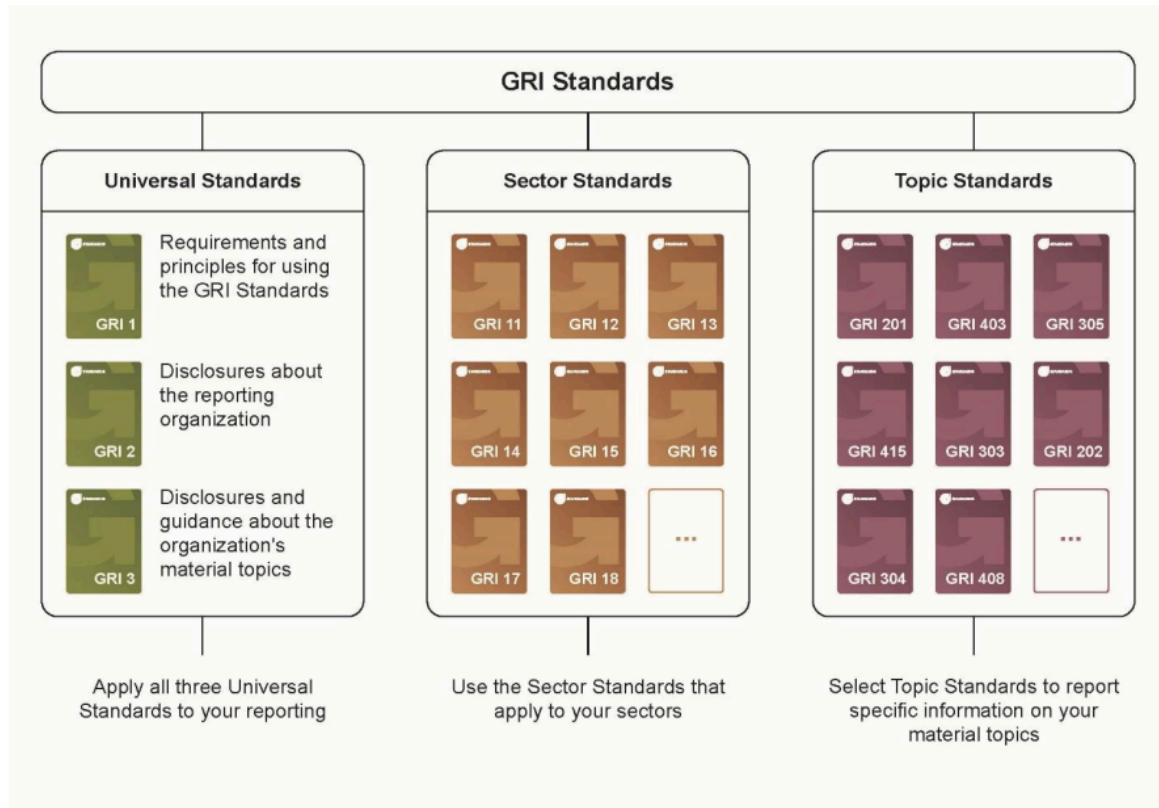 GRI Standards
Universal Standards
Requirements and
principles for using
the GRI Standards
GRI 1
Disclosures about
the reporting
organization
GRI 2
Disclosures and
guidance about the
organization's
material topics
GRI 3
Apply all three Universal
Standards to your reporting
Sector Standards
GRI 11 GRI 12 GRI 13
GRI 14 GRI 15 GRI 16
GRI 17 GRI 18 ...
Use the Sector Standards that
apply to your sectors
Topic Standards
GRI 201 GRI 403 GRI 305
GRI 415 GRI 303 GRI 202
GRI 304 GRI 408 ...
Select Topic Standards to report
specific information on your
material topics